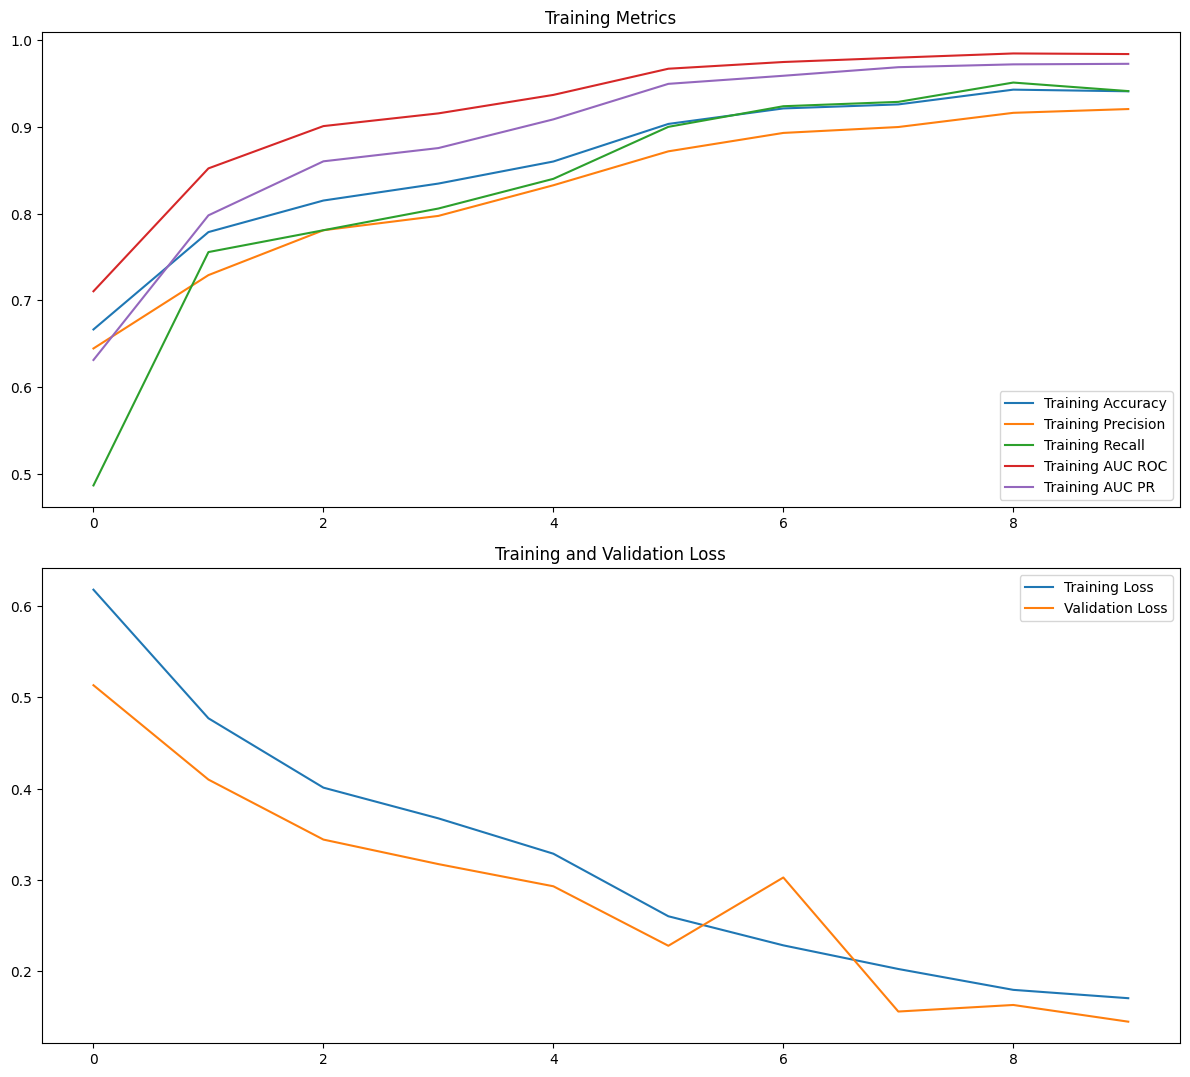 Training Metrics
1.0
0.9
0.8
0.7
0.6
0.5
Training Accuracy
Training Precision
Training Recall
Training AUC ROC
Training AUC PR
0 2 4 6 8
Training and Validation Loss
0.6
0.5
0.4
0.3
0.2
Training Loss
Validation Loss
0 2 4 6 8